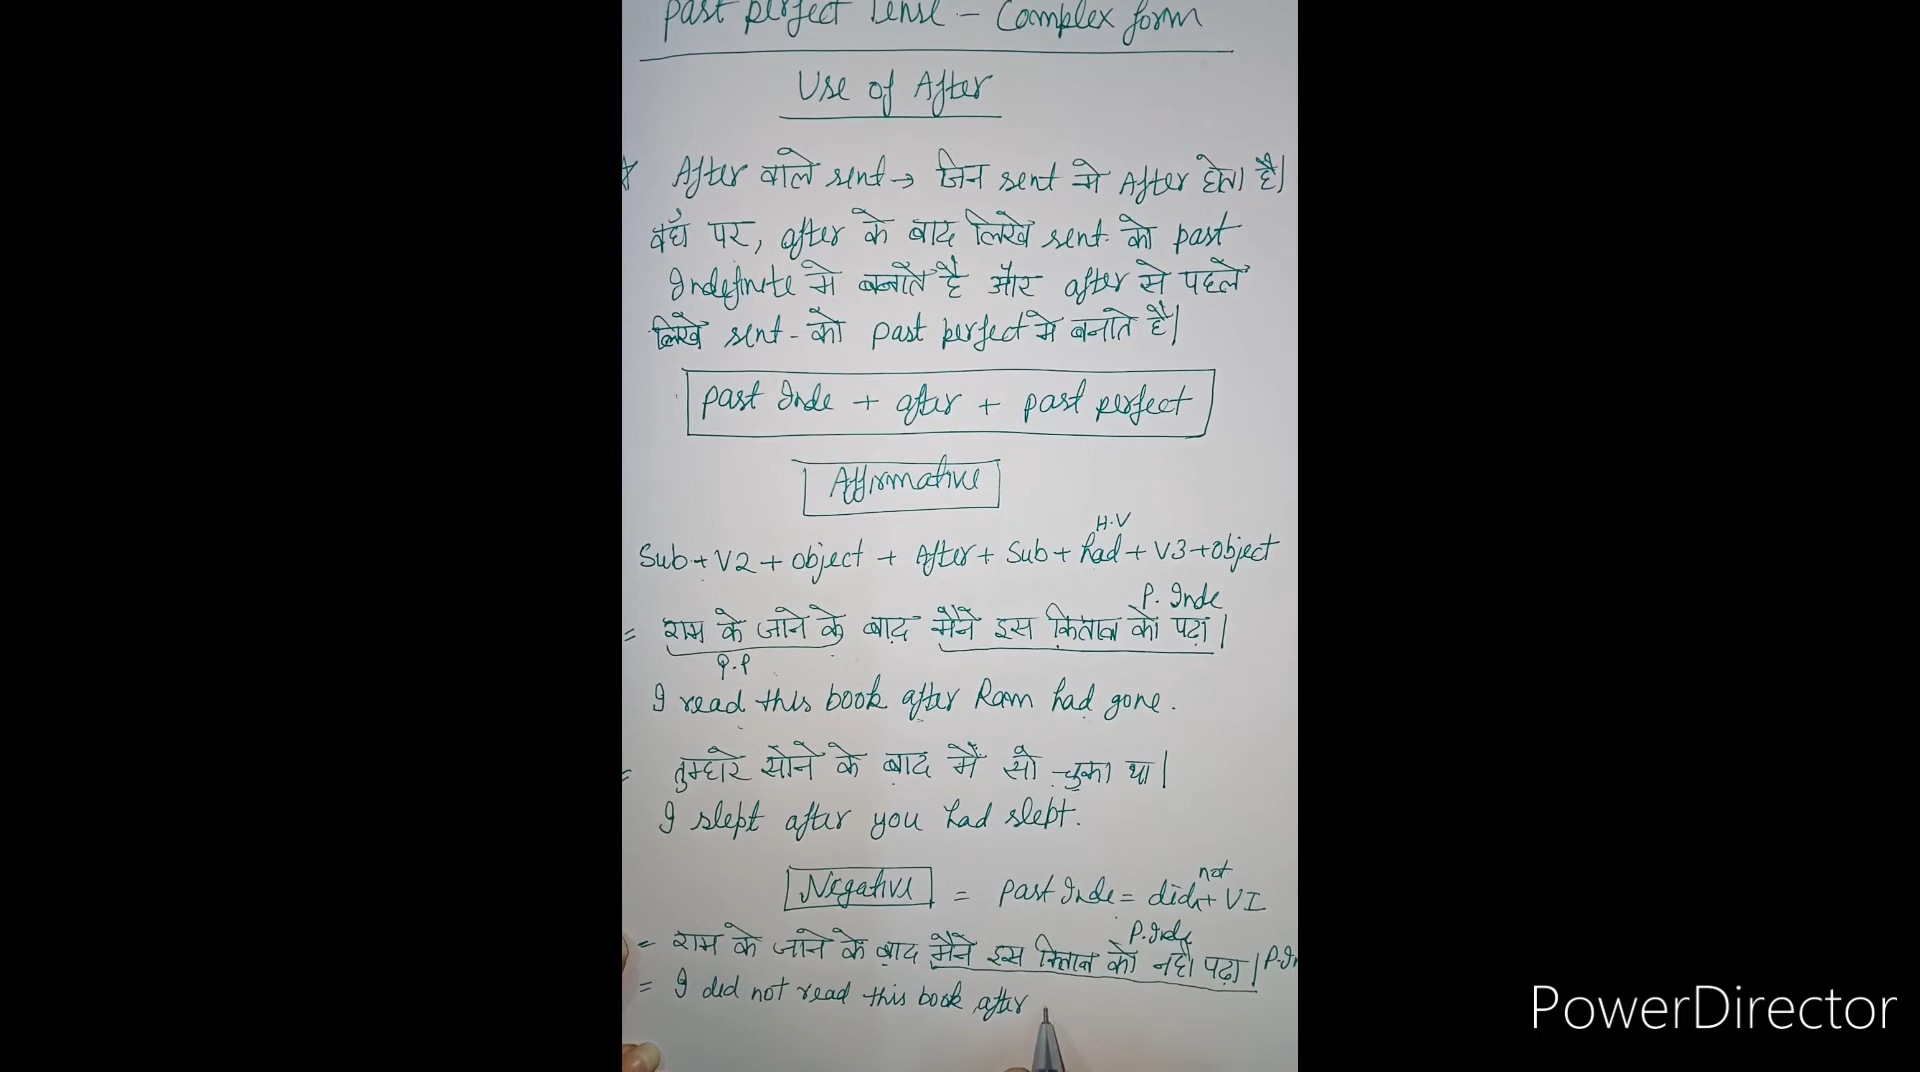 Past perfect Tense - Complex form
Use of After
After वाले sent → जिन sent मे After होता है।
वहाँ पर, after के बाद लिखे sent. को past
Indefinite मे बनाते है और after से पहले
लिखे sent - को past perfect मे बनाते है।
past Inde + after + past perfect
Affirmative
H.V
Sub + V2 + object + After + Sub + had + V3 + object
P. Inde
= राम के जाने के बाद मैंने इस किताब को पढा।
P.P
I read this book after Ram had gone.
= तुम्हारे सोने के बाद मैं सो चुका था।
I slept after you had slept.
not
Negative = past Inde = did + VI
P.Inde
= राम के जाने के बाद मैंने इस किताब को नही पढ़ा। P.In
= I did not read this book after
PowerDirector